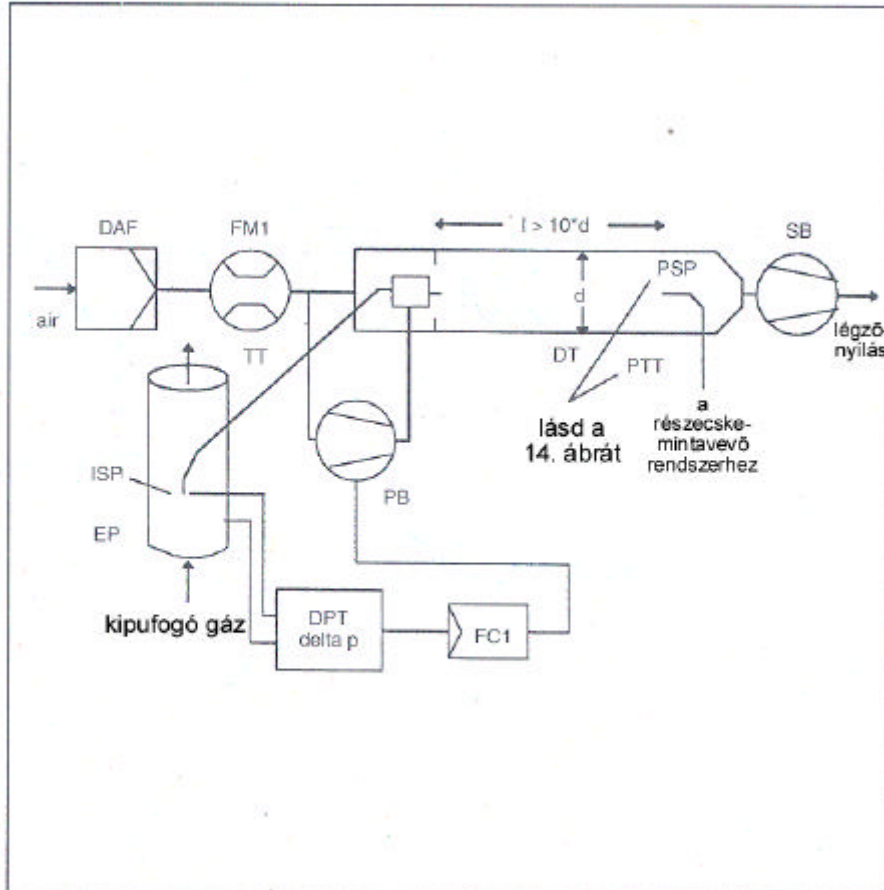 DAF
FM1
l > 10*d
SB
PSP
d
air
légző-
nyílás
TT
DT
PTT
a
részecske-
mintavevő
rendszerhez
lásd a
14. ábrát
ISP
PB
EP
kipufogó gáz
DPT
delta p
FC1